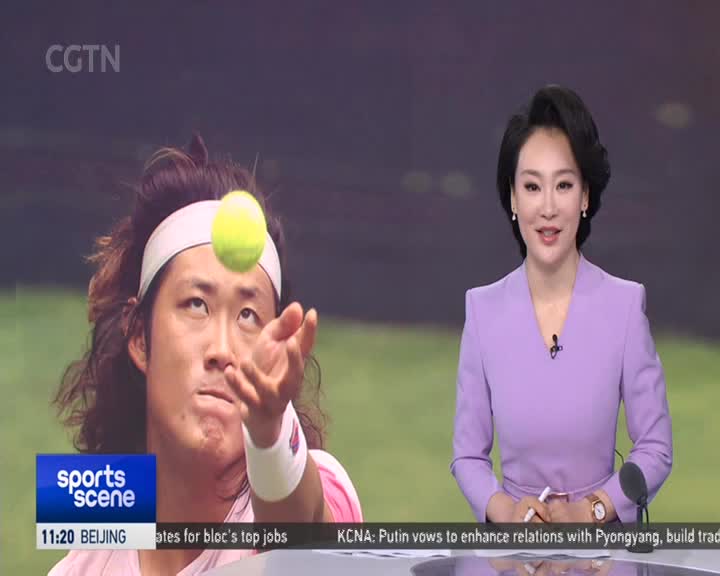 CGTN
sports
scene
11:20 BEIJING
ates for bloc's top jobs KCNA: Putin vows to enhance relations with Pyongyang, build trad